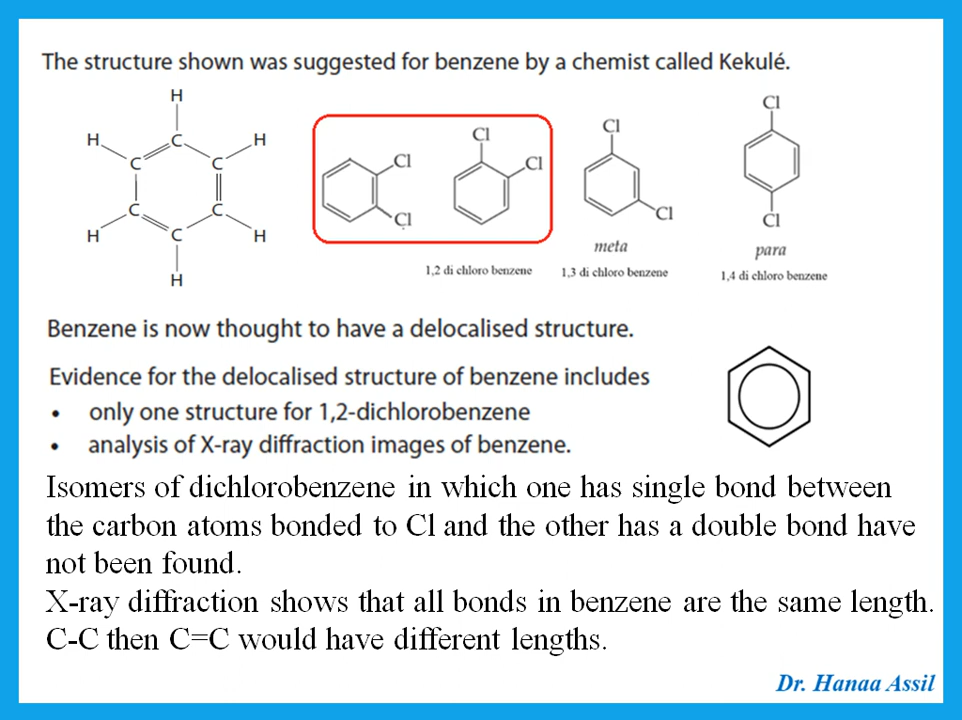 The structure shown was suggested for benzene by a chemist called Kekulé.
H
H C H
C C
C C
H C H
H
Cl
Cl
Cl
Cl
1,2 di chloro benzene
Cl
Cl
meta
1,3 di chloro benzene
Cl
Cl
para
1,4 di chloro benzene
Benzene is now thought to have a delocalised structure.
Evidence for the delocalised structure of benzene includes
• only one structure for 1,2-dichlorobenzene
• analysis of X-ray diffraction images of benzene.
Isomers of dichlorobenzene in which one has single bond between
the carbon atoms bonded to Cl and the other has a double bond have
not been found.
X-ray diffraction shows that all bonds in benzene are the same length.
C-C then C=C would have different lengths.
Dr. Hanaa Assil